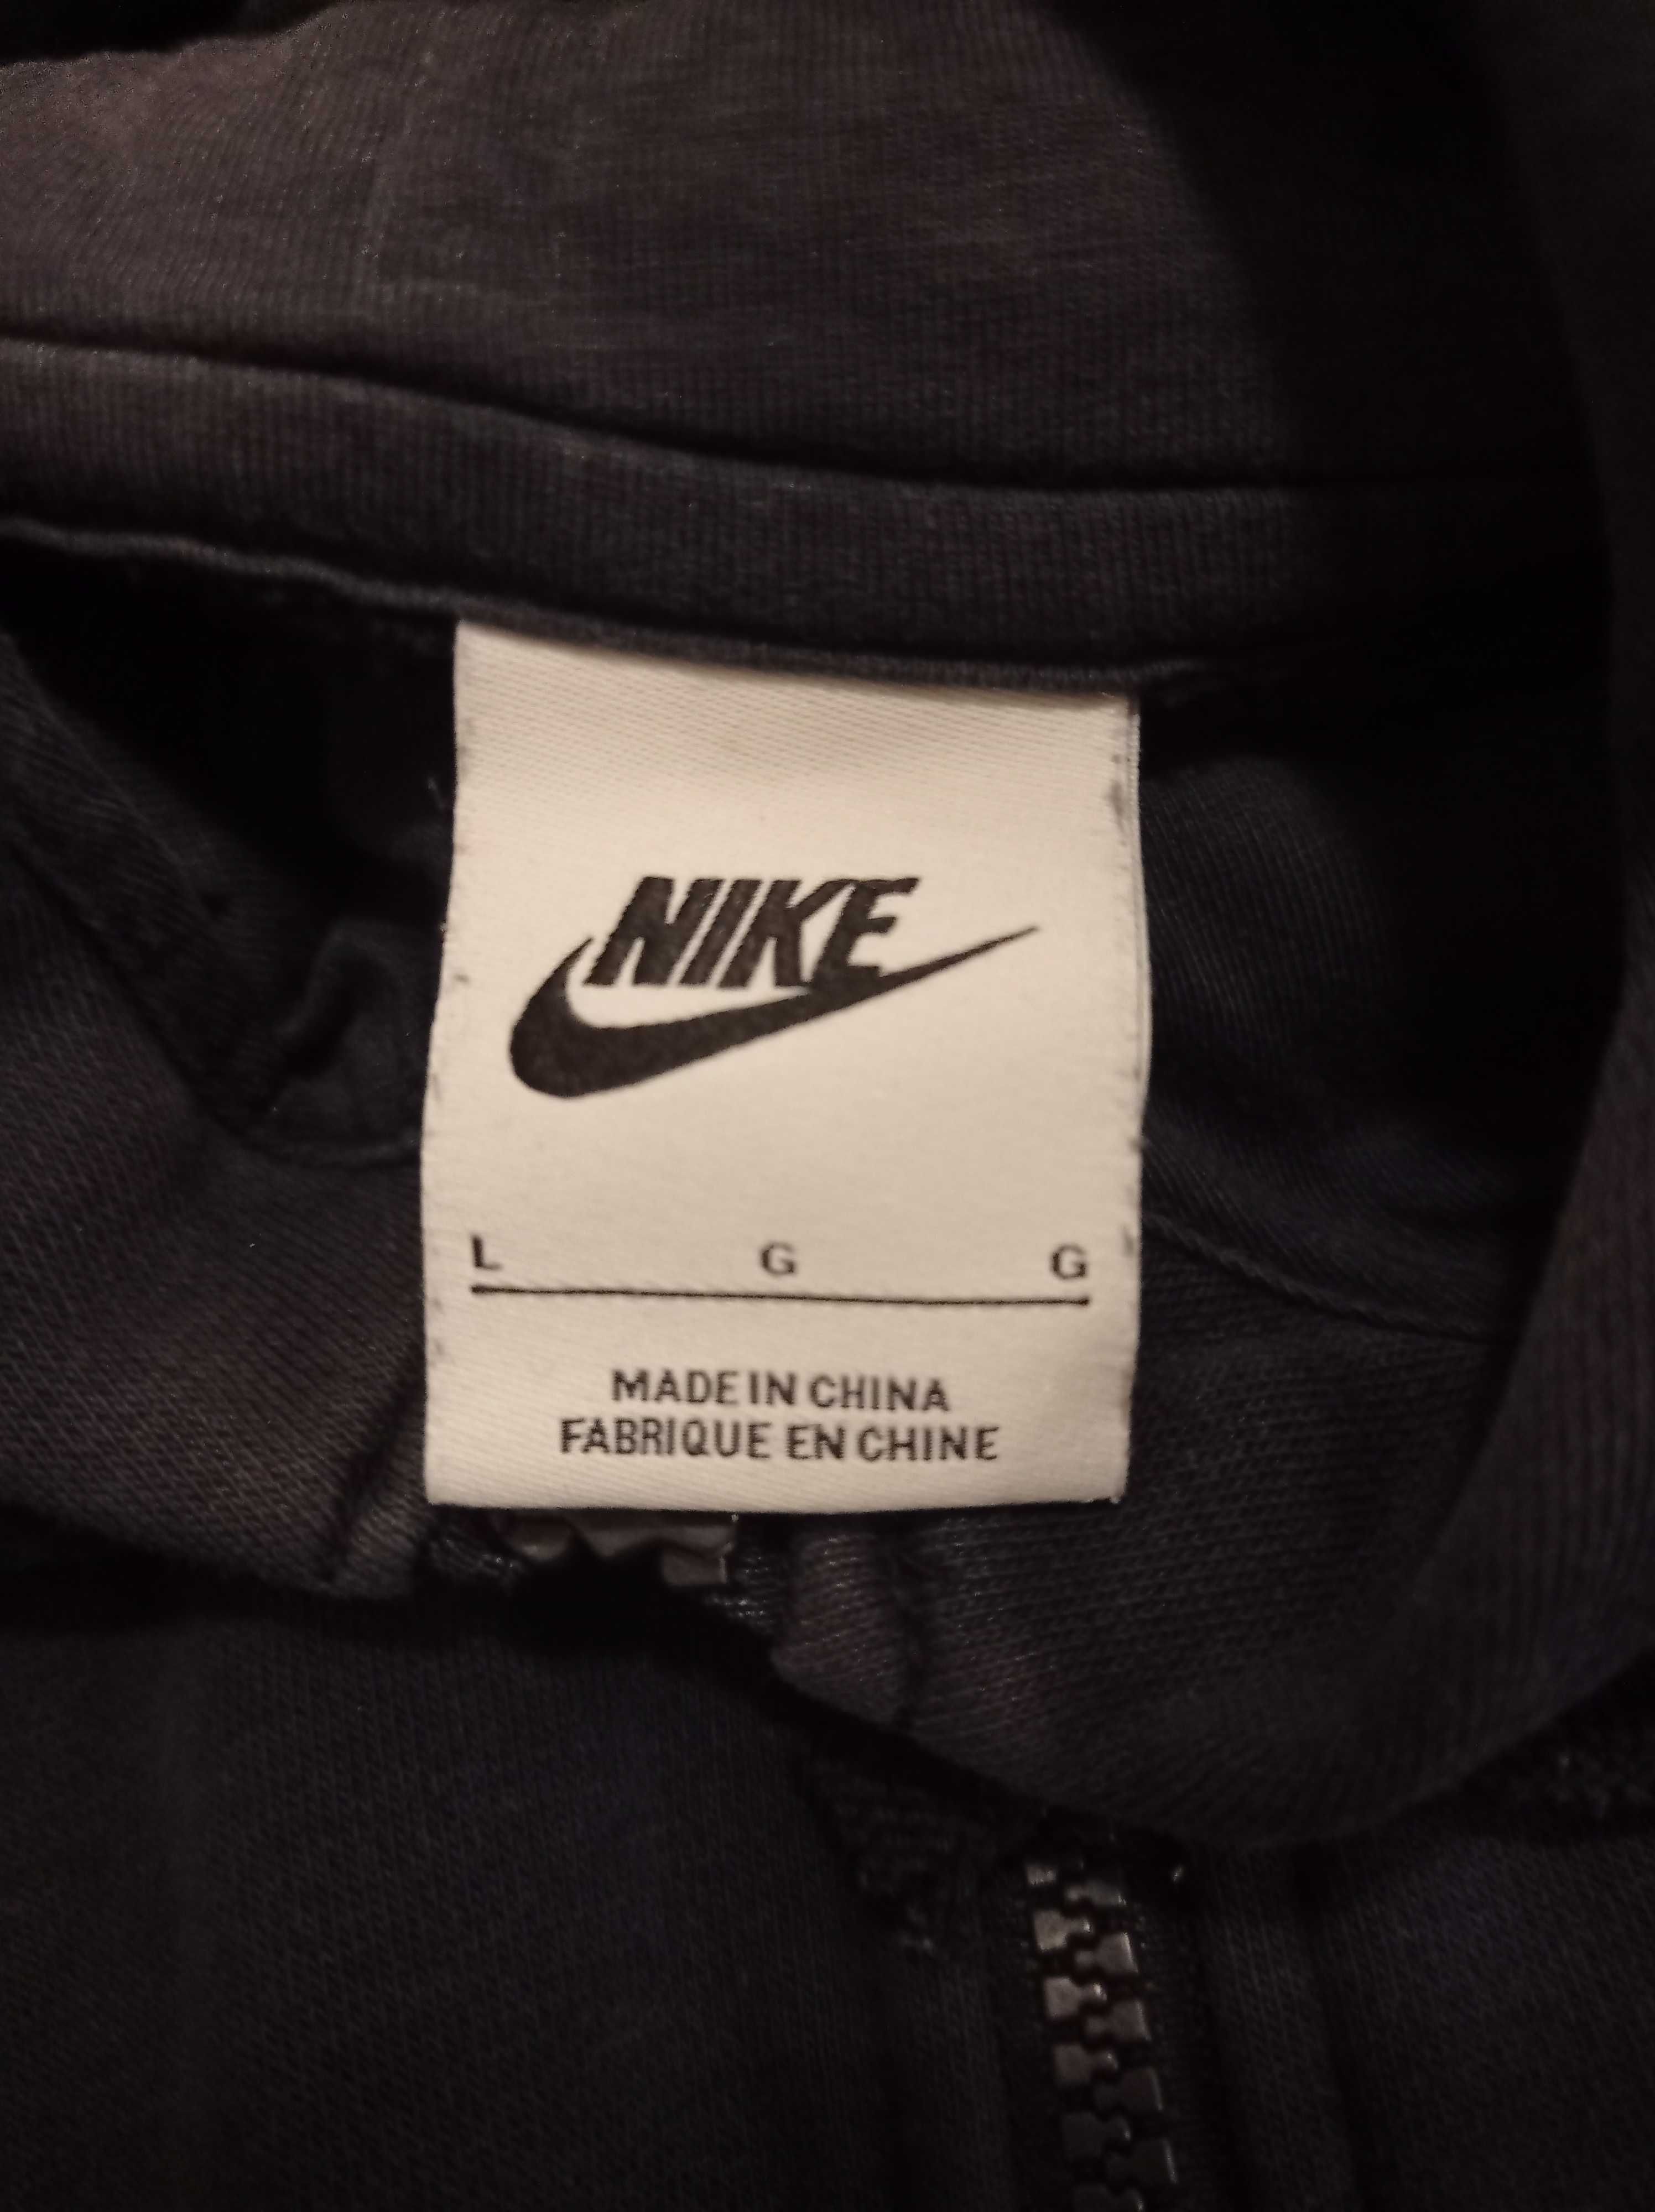 NIKE
L G G
MADE IN CHINA
FABRIQUE EN CHINE